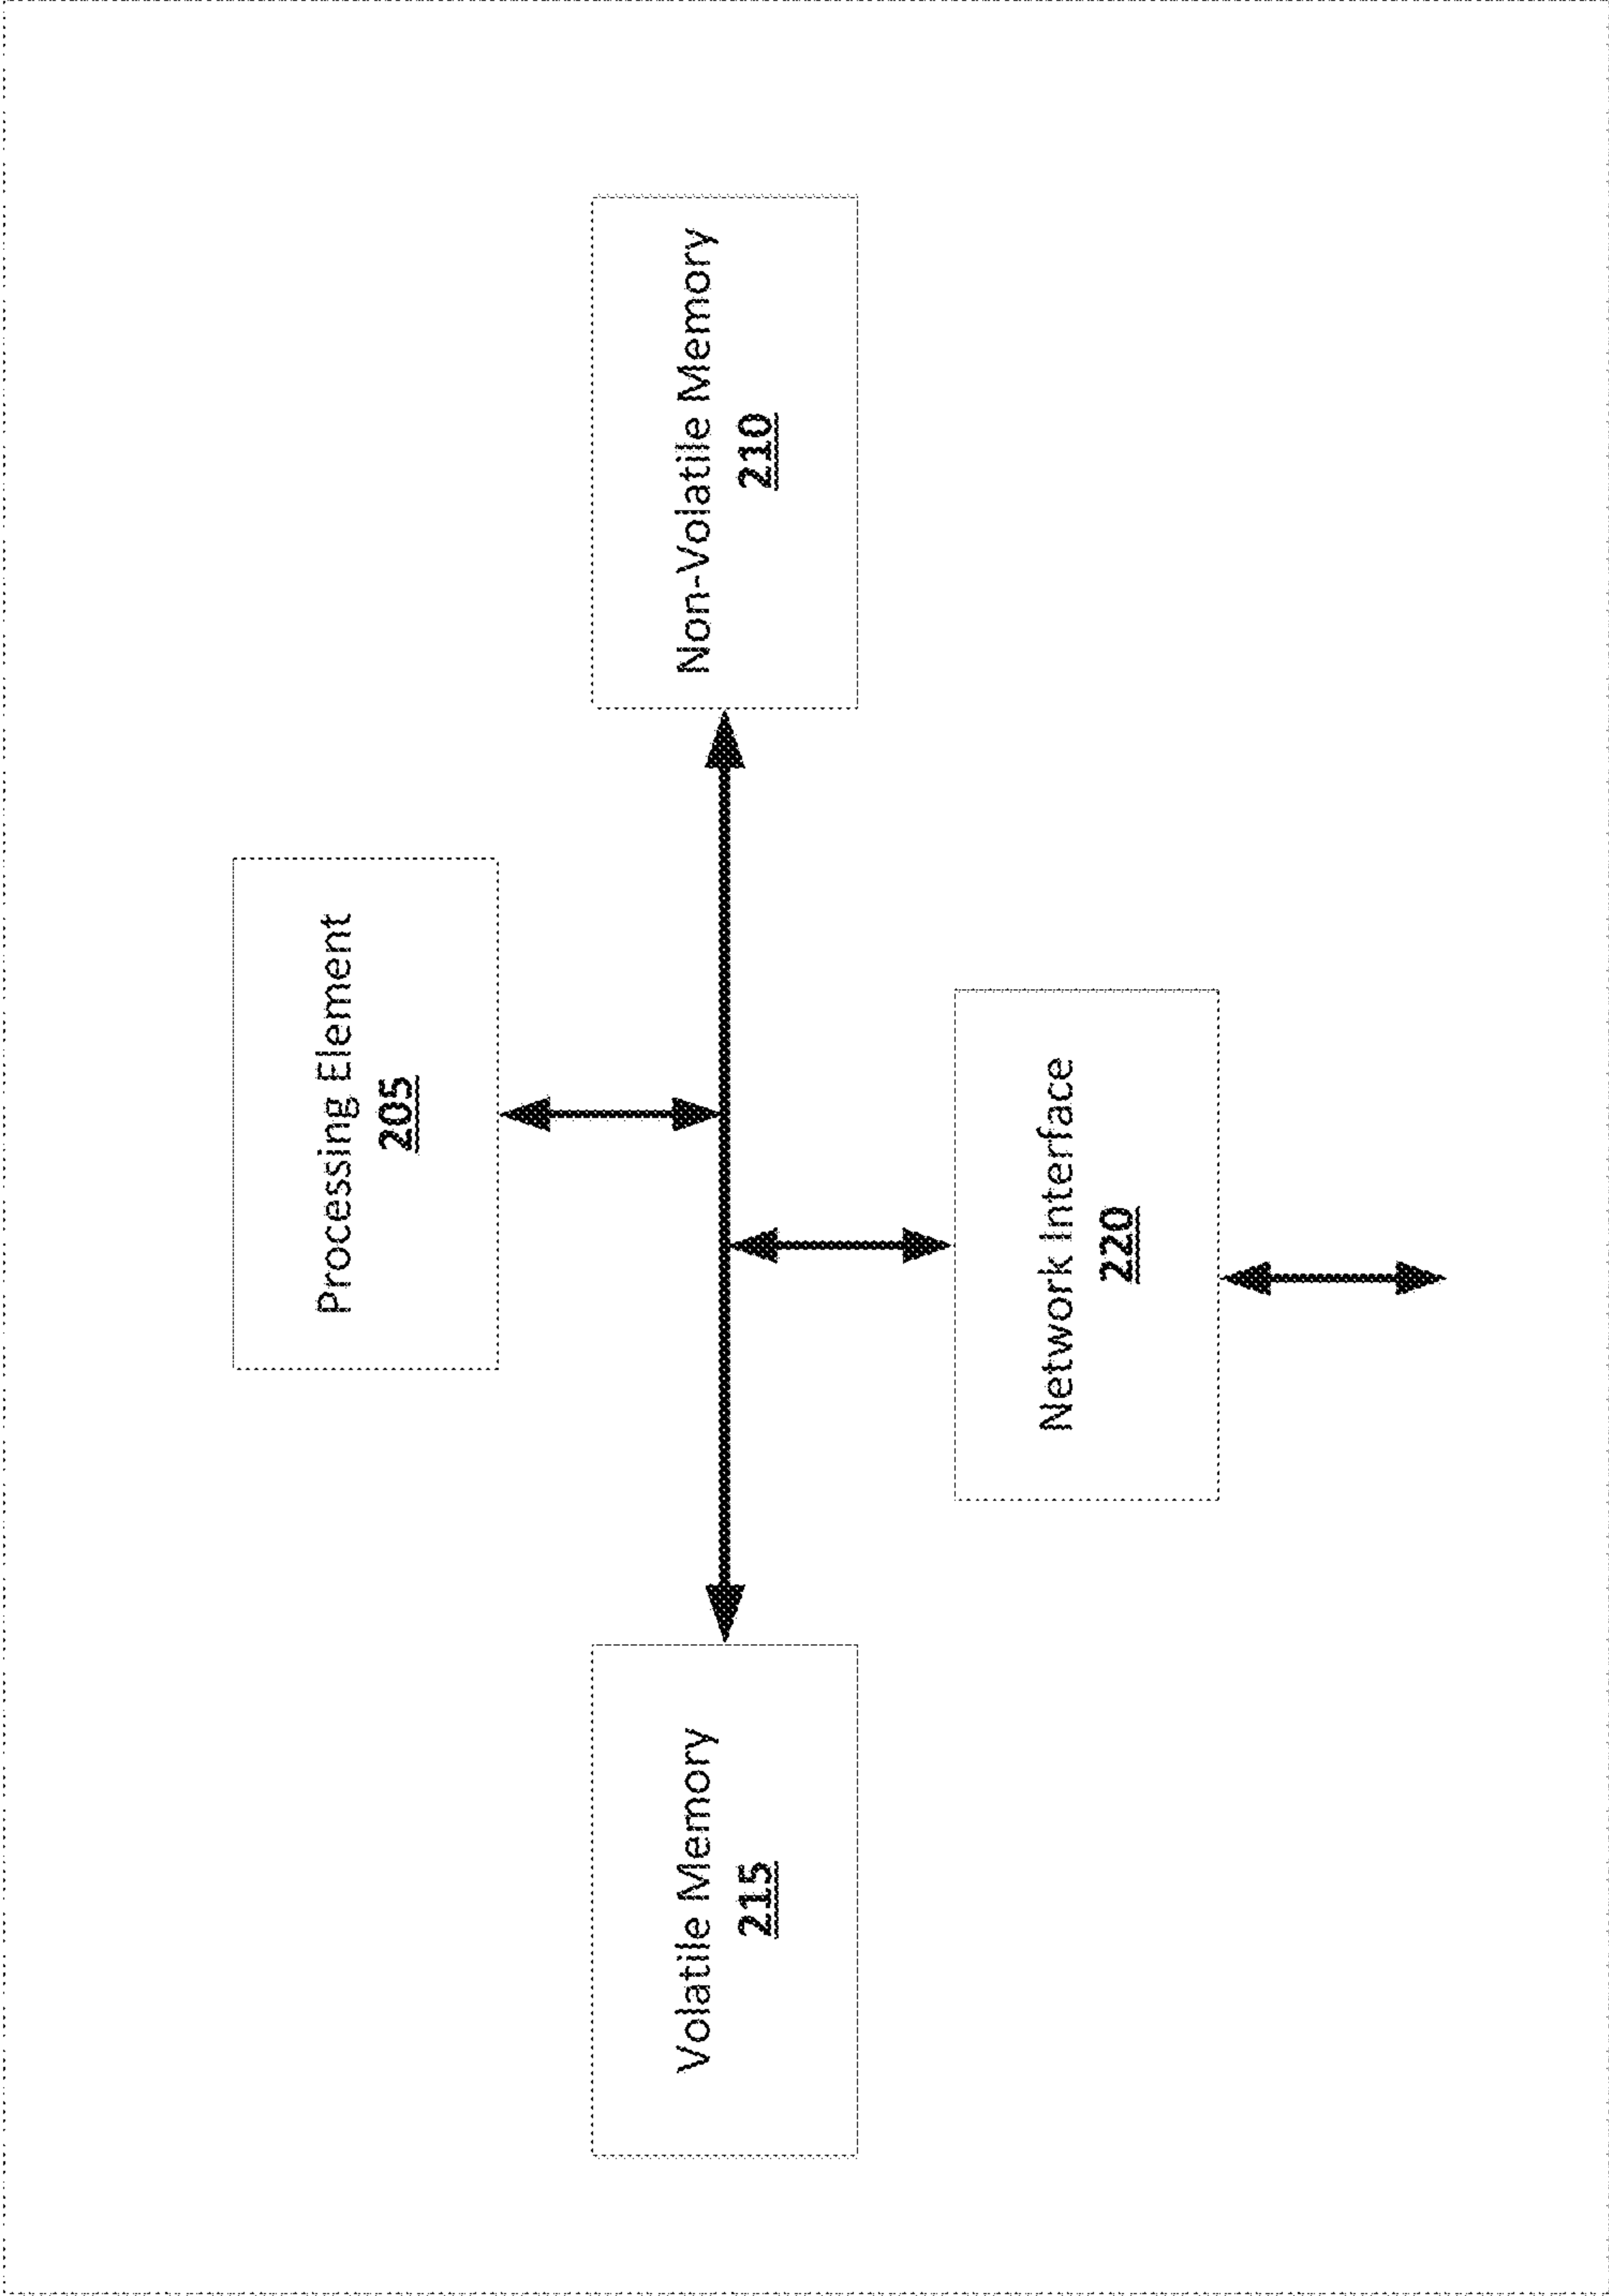 Processing Element
205
Volatile Memory
215
Non-Volatile Memory
210
Network Interface
220